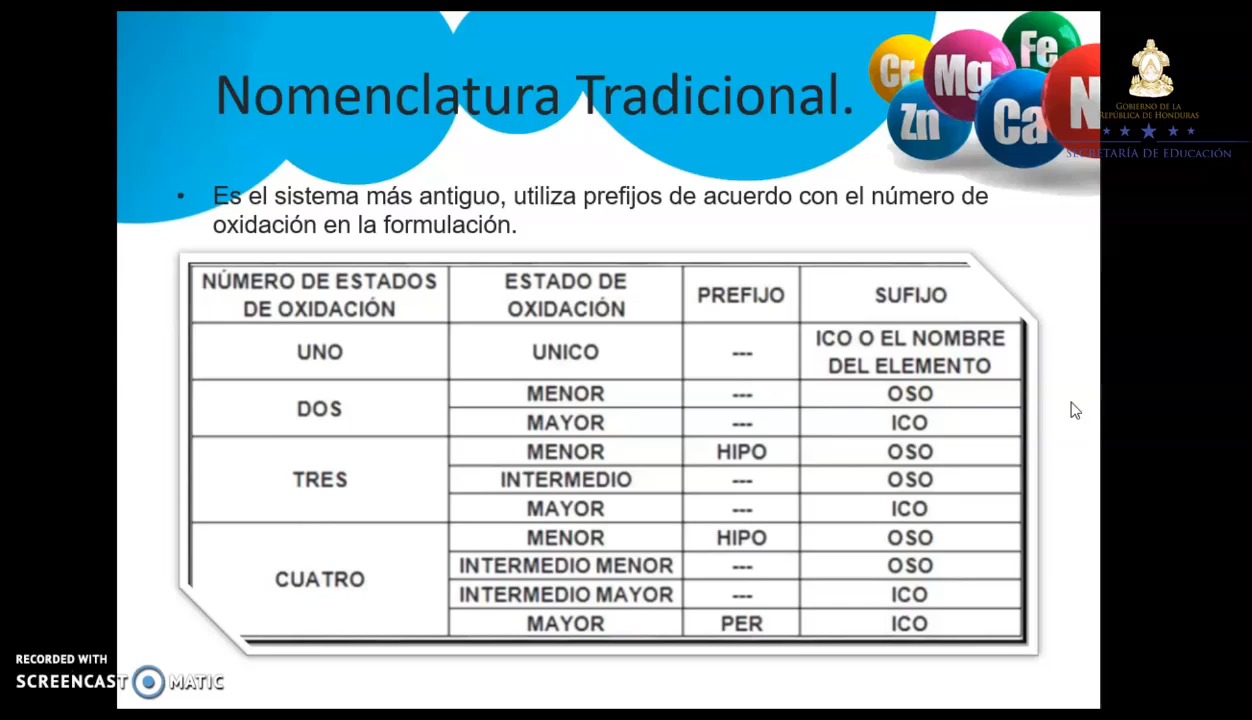 Nomenclatura Tradicional.
Cr
Mg
Fe
Zn
Ca
N
GOBIERNO DE LA
REPÚBLICA DE HONDURAS
SECRETARÍA DE EDUCACIÓN
• Es el sistema más antiguo, utiliza prefijos de acuerdo con el número de
oxidación en la formulación.
NÚMERO DE ESTADOS DE OXIDACIÓN ESTADO DE OXIDACIÓN PREFIJO SUFIJO
UNO UNICO --- ICO O EL NOMBRE DEL ELEMENTO
DOS MENOR --- OSO
MAYOR --- ICO
TRES MENOR HIPO OSO
INTERMEDIO --- OSO
MAYOR --- ICO
CUATRO MENOR HIPO OSO
INTERMEDIO MENOR --- OSO
INTERMEDIO MAYOR --- ICO
MAYOR PER ICO
RECORDED WITH
SCREENCAST MATIC